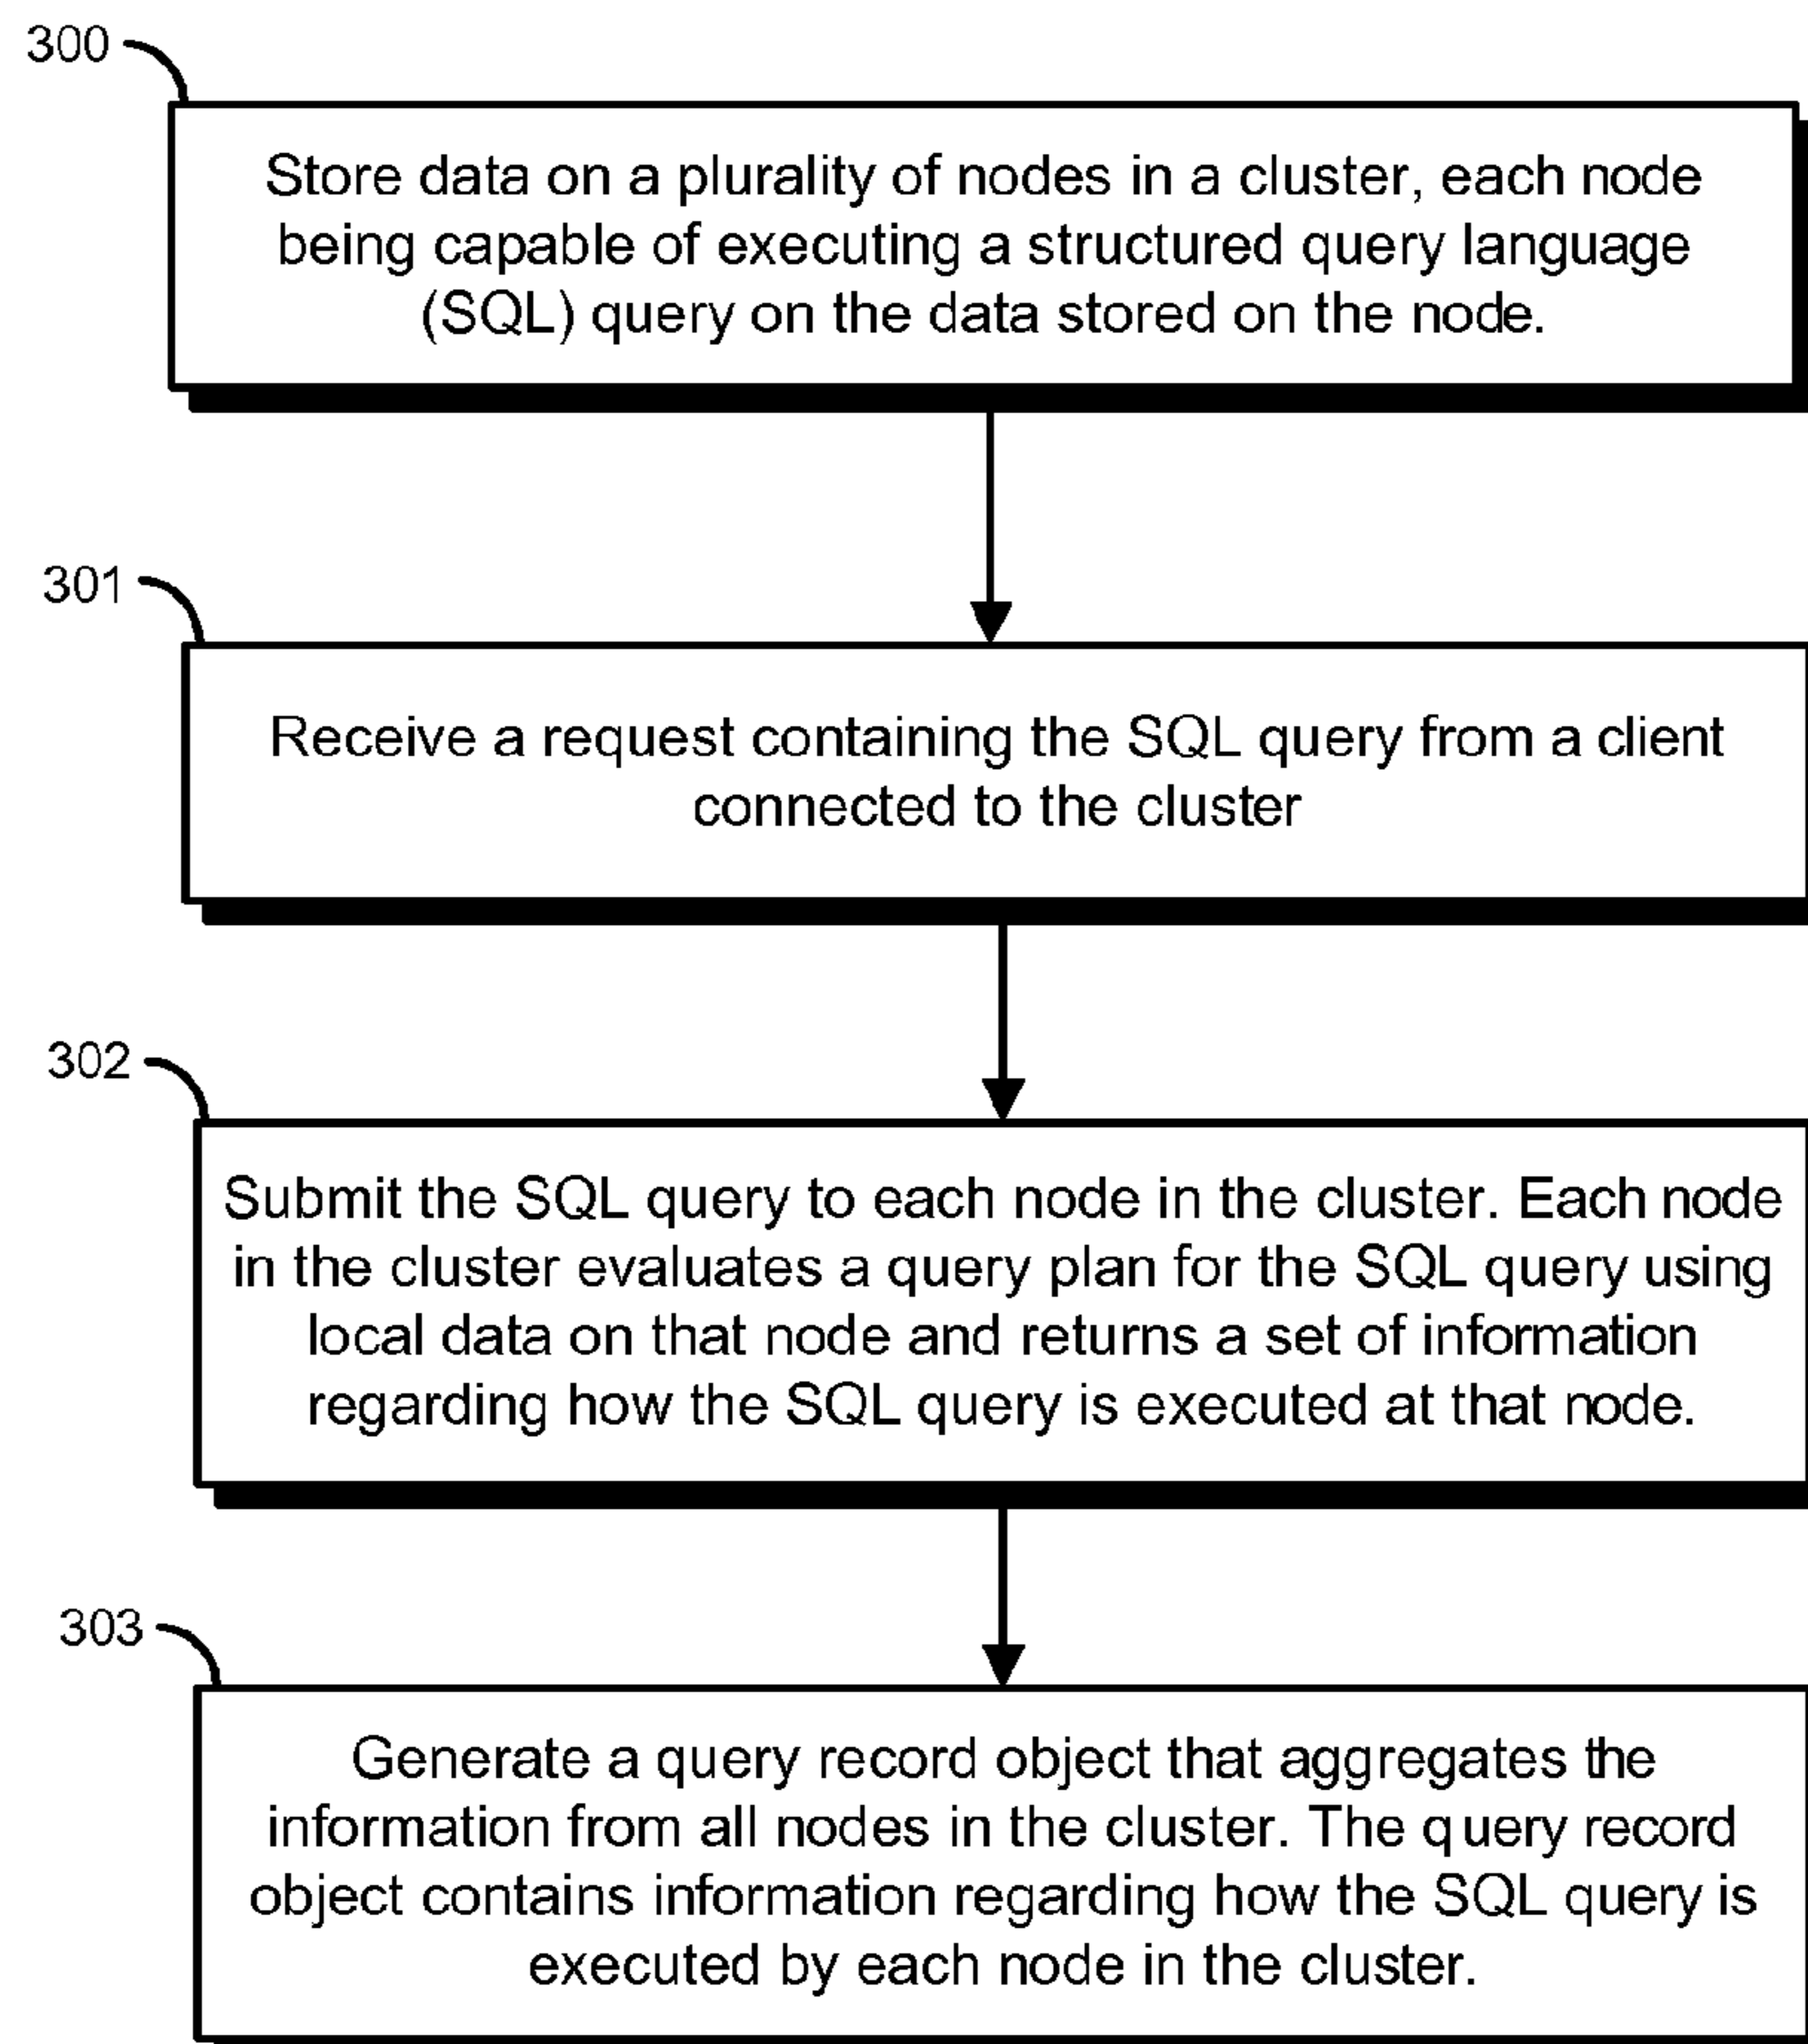 300
Store data on a plurality of nodes in a cluster, each node
being capable of executing a structured query language
(SQL) query on the data stored on the node.
301
Receive a request containing the SQL query from a client
connected to the cluster
302
Submit the SQL query to each node in the cluster. Each node
in the cluster evaluates a query plan for the SQL query using
local data on that node and returns a set of information
regarding how the SQL query is executed at that node.
303
Generate a query record object that aggregates the
information from all nodes in the cluster. The query record
object contains information regarding how the SQL query is
executed by each node in the cluster.